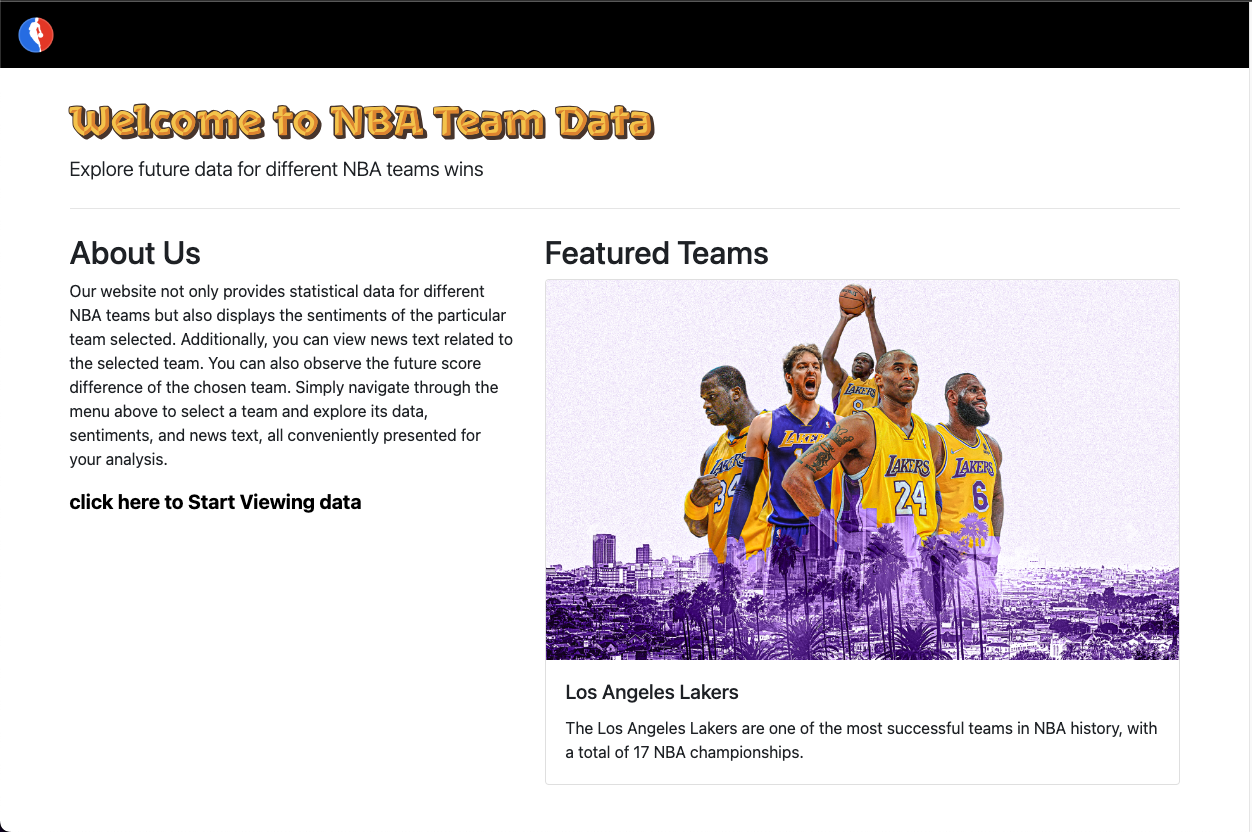 Welcome to NBA Team Data
Explore future data for different NBA teams wins
About Us
Our website not only provides statistical data for different
NBA teams but also displays the sentiments of the particular
team selected. Additionally, you can view news text related to
the selected team. You can also observe the future score
difference of the chosen team. Simply navigate through the
menu above to select a team and explore its data,
sentiments, and news text, all conveniently presented for
your analysis.
click here to Start Viewing data
Featured Teams
LAKERS
9
LAKERS
34
LAKERS
1
LAKERS
24
LAKERS
6
Los Angeles Lakers
The Los Angeles Lakers are one of the most successful teams in NBA history, with
a total of 17 NBA championships.